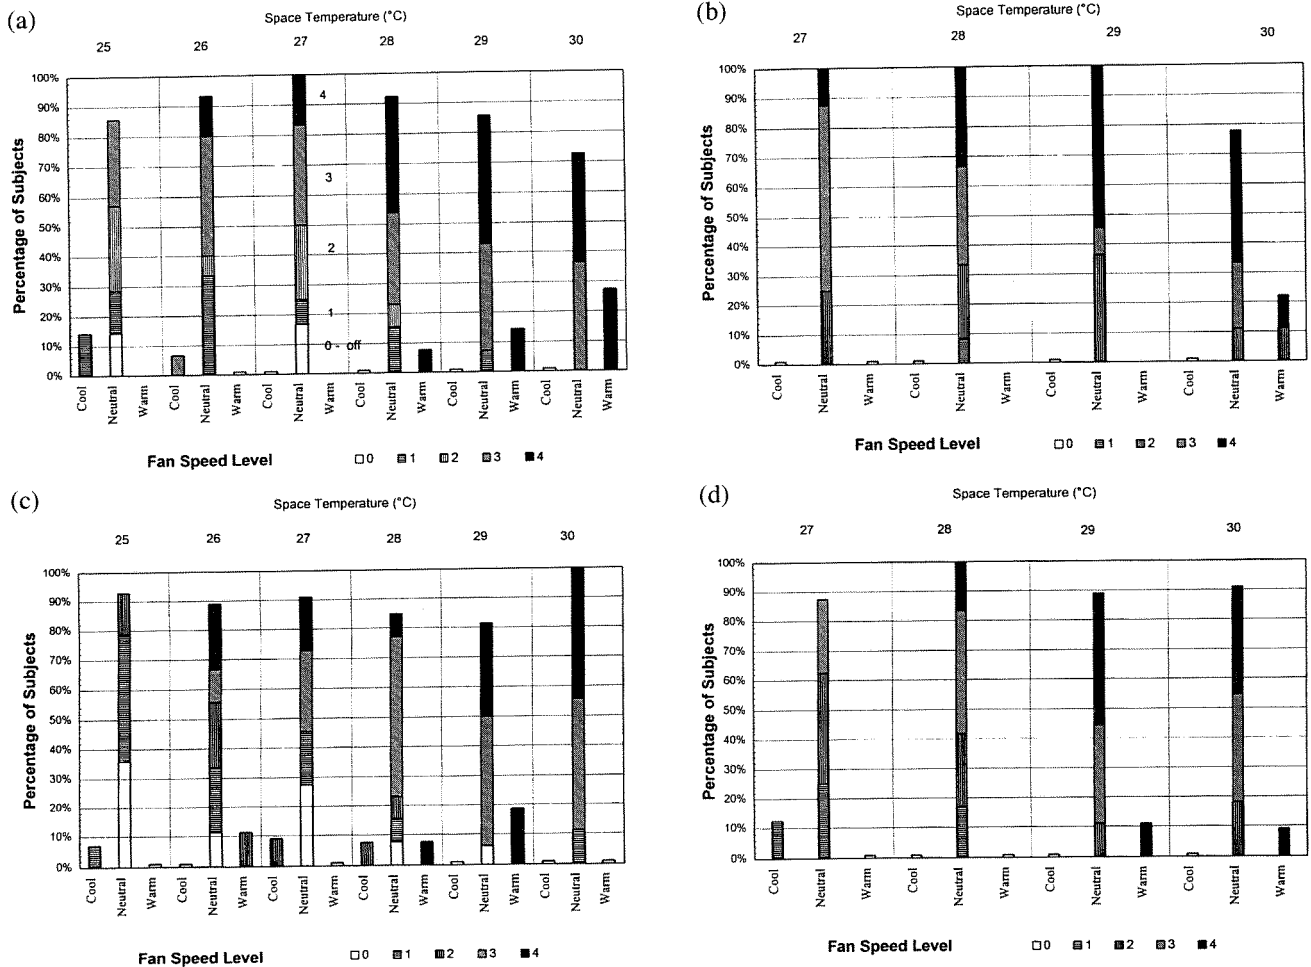 (a)
Space Temperature (°C)
25 26 27 28 29 30
Percentage of Subjects
100%
90%
80%
70%
60%
50%
40%
30%
20%
10%
0%
4
3
2
1
0 - off
Cool Neutral Warm Cool Neutral Warm Cool Neutral Warm Cool Neutral Warm Cool Neutral Warm Cool Neutral Warm
Fan Speed Level 0 1 2 3 4
(b)
Space Temperature (°C)
27 28 29 30
Percentage of Subjects
100%
90%
80%
70%
60%
50%
40%
30%
20%
10%
0%
Cool Neutral Warm Cool Neutral Warm Cool Neutral Warm Cool Neutral Warm
Fan Speed Level 0 1 2 3 4
(c)
Space Temperature (°C)
25 26 27 28 29 30
Percentage of Subjects
100%
90%
80%
70%
60%
50%
40%
30%
20%
10%
0%
Cool Neutral Warm Cool Neutral Warm Cool Neutral Warm Cool Neutral Warm Cool Neutral Warm Cool Neutral Warm
Fan Speed Level 0 1 2 3 4
(d)
Space Temperature (°C)
27 28 29 30
Percentage of Subjects
100%
90%
80%
70%
60%
50%
40%
30%
20%
10%
0%
Cool Neutral Warm Cool Neutral Warm Cool Neutral Warm Cool Neutral Warm
Fan Speed Level 0 1 2 3 4